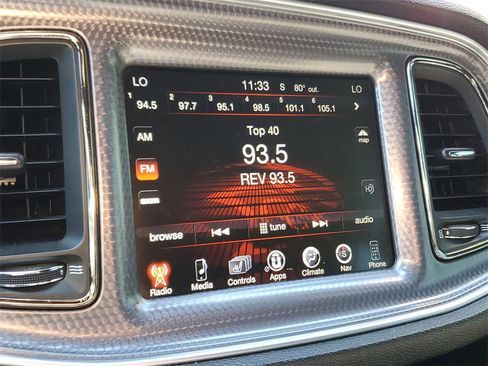 LO 11:33 S 80° out. LO
1 94.5 2 97.7 3 95.1 4 98.5 5 101.1 6 105.1
AM Top 40 map
93.5
FM REV 93.5
browse tune audio
Radio Media Controls Apps Climate Nav Phone